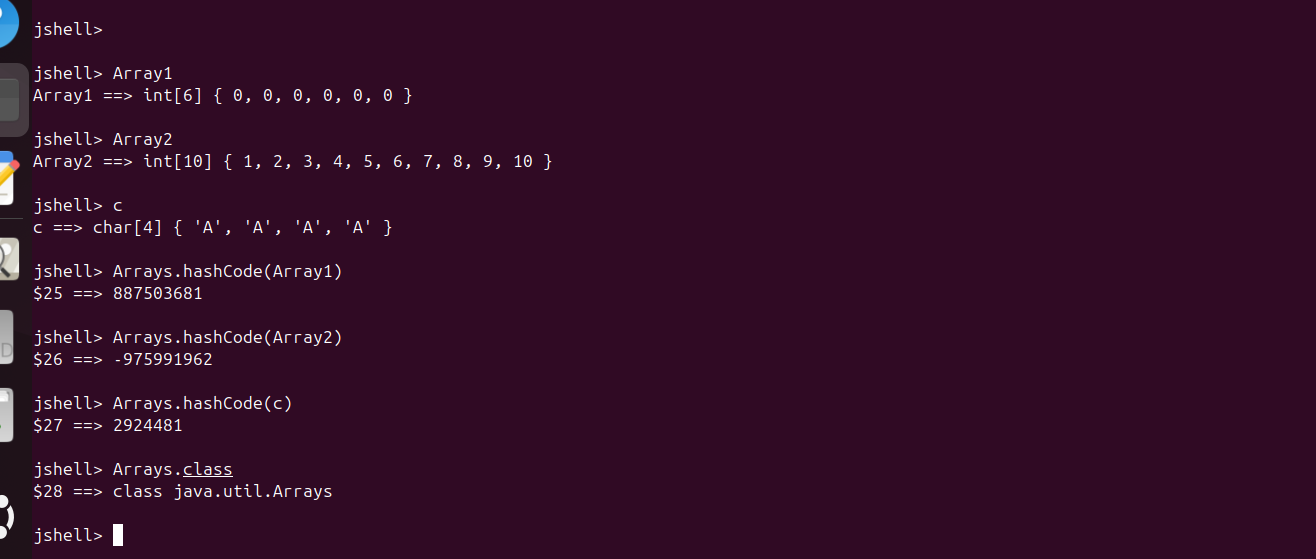 jshell>
jshell> Array1
Array1 ==> int[6] { 0, 0, 0, 0, 0, 0 }
jshell> Array2
Array2 ==> int[10] { 1, 2, 3, 4, 5, 6, 7, 8, 9, 10 }
jshell> c
c ==> char[4] { 'A', 'A', 'A', 'A' }
jshell> Arrays.hashCode(Array1)
$25 ==> 887503681
jshell> Arrays.hashCode(Array2)
$26 ==> -975991962
jshell> Arrays.hashCode(c)
$27 ==> 2924481
jshell> Arrays.class
$28 ==> class java.util.Arrays
jshell>